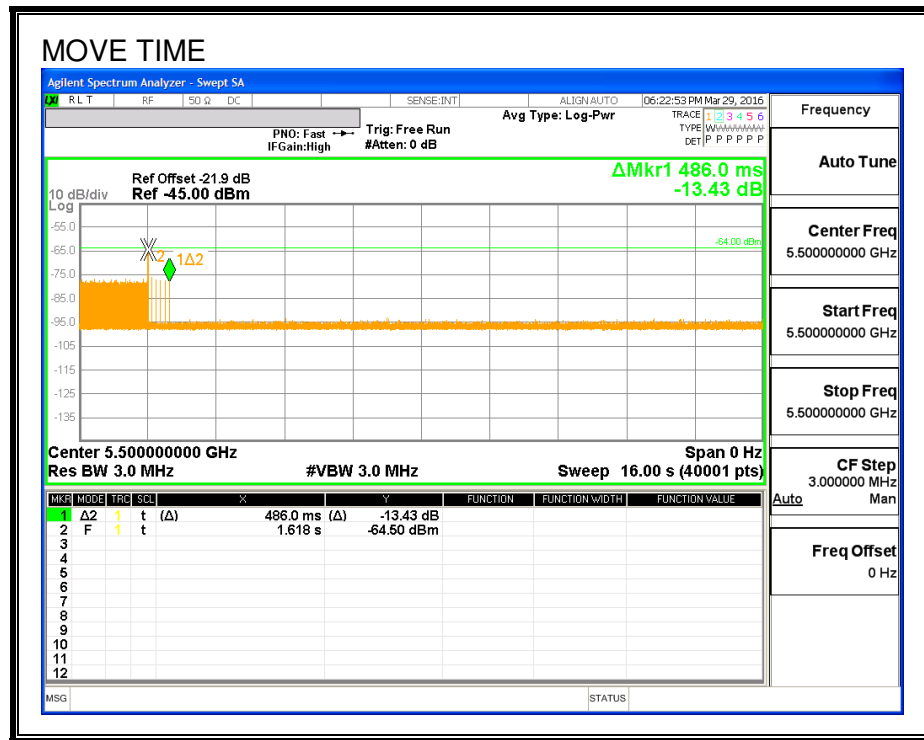 MOVE TIME
Agilent Spectrum Analyzer - Swept SA
LXI RLT RF 50 Ω DC SENSE:INT ALIGN AUTO 06:22:53 PM Mar 29, 2016
Avg Type: Log-Pwr
TRACE 1 2 3 4 5 6
PNO: Fast Trig: Free Run
TYPE WWWWWW
IFGain:High #Atten: 0 dB
DET P P P P P P
Frequency
ΔMkr1 486.0 ms
-13.43 dB
Ref Offset -21.9 dB
10 dB/div Ref -45.00 dBm
Log
-55.0
-65.0
-75.0
-85.0
-95.0
-105
-115
-125
-135
-64.00 dBm
2
1Δ2
Center 5.500000000 GHz Span 0 Hz
Res BW 3.0 MHz #VBW 3.0 MHz Sweep 16.00 s (40001 pts)
MKR MODE TRC SCL X Y FUNCTION FUNCTION WIDTH FUNCTION VALUE
1 Δ2 1 t (Δ) 486.0 ms (Δ) -13.43 dB
2 F 1 t 1.618 s -64.50 dBm
3
4
5
6
7
8
9
10
11
12
MSG STATUS
Auto Tune
Center Freq
5.500000000 GHz
Start Freq
5.500000000 GHz
Stop Freq
5.500000000 GHz
CF Step
3.000000 MHz
Auto Man
Freq Offset
0 Hz